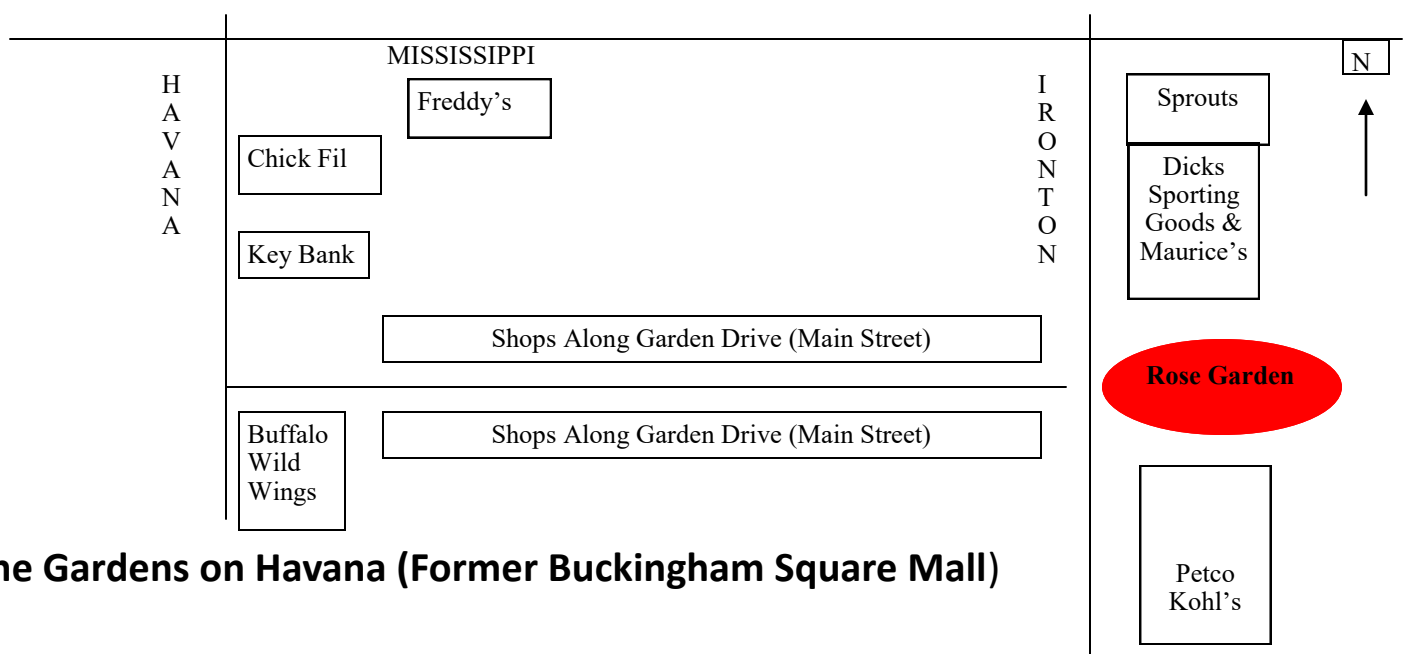 MISSISSIPPI
N
H
A
V
A
N
A
Freddy's
I
R
O
N
T
O
N
Sprouts
Chick Fil
Dicks
Sporting
Goods &
Maurice's
Key Bank
Shops Along Garden Drive (Main Street)
Rose Garden
Buffalo
Wild
Wings
Shops Along Garden Drive (Main Street)
ne Gardens on Havana (Former Buckingham Square Mall)
Petco
Kohl's